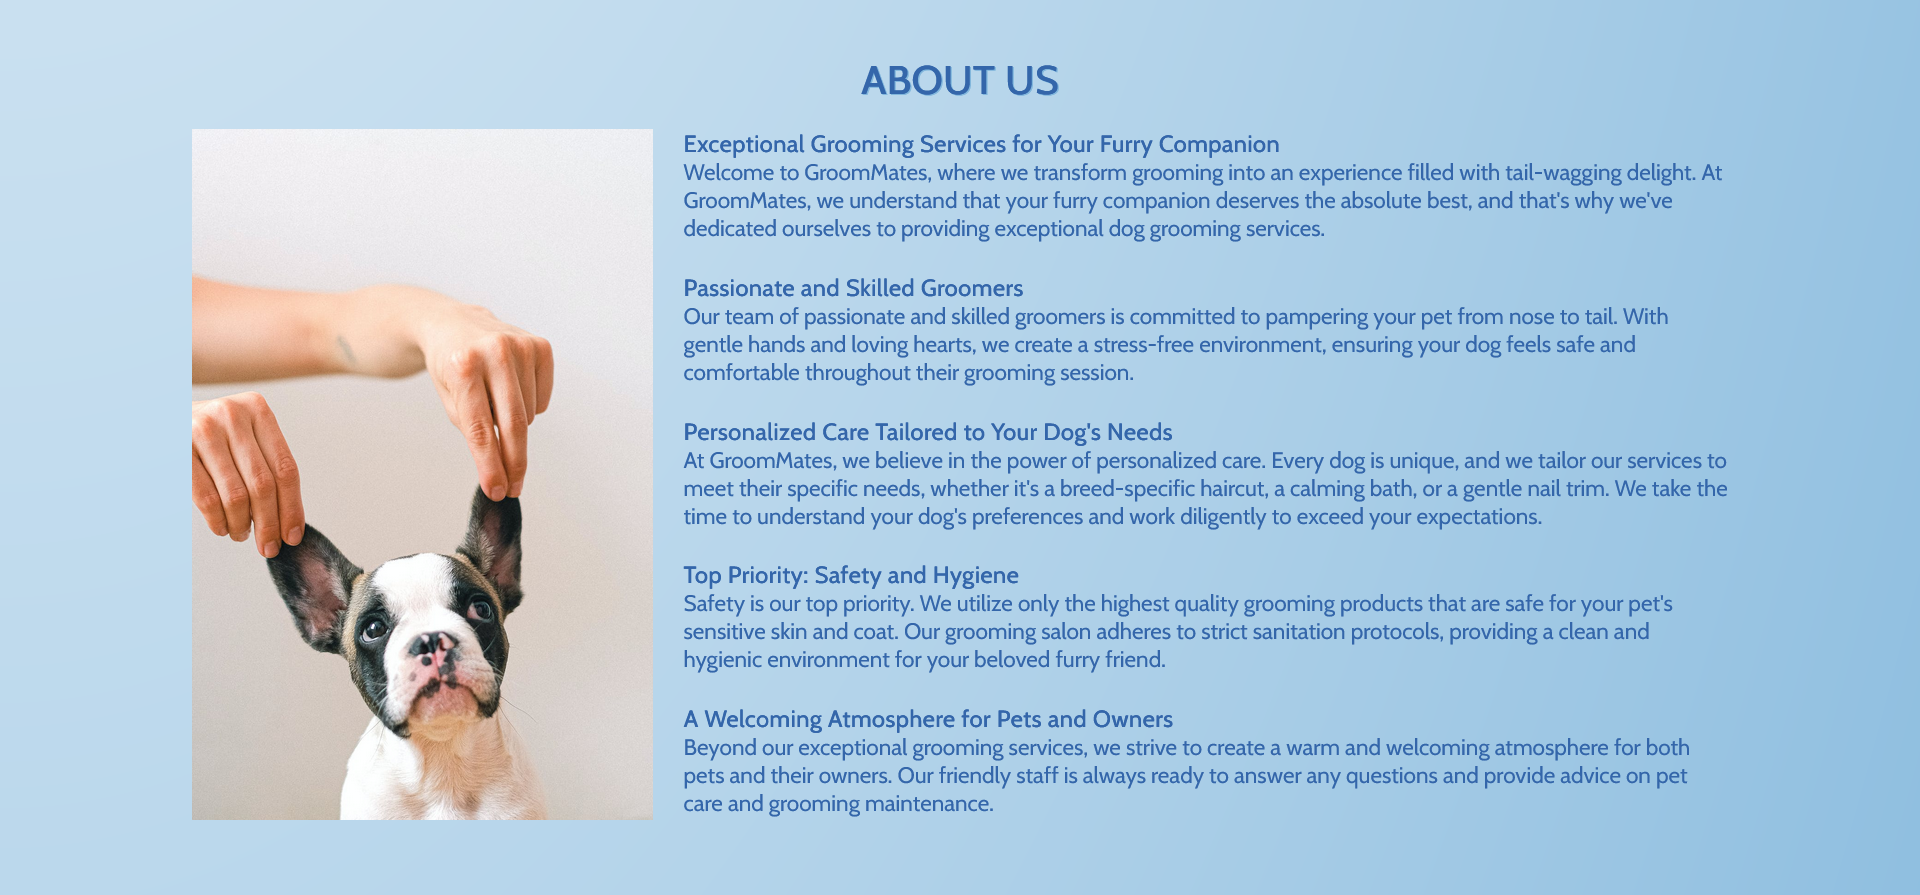 ABOUT US
Exceptional Grooming Services for Your Furry Companion
Welcome to GroomMates, where we transform grooming into an experience filled with tail-wagging delight. At
GroomMates, we understand that your furry companion deserves the absolute best, and that's why we've
dedicated ourselves to providing exceptional dog grooming services.
Passionate and Skilled Groomers
Our team of passionate and skilled groomers is committed to pampering your pet from nose to tail. With
gentle hands and loving hearts, we create a stress-free environment, ensuring your dog feels safe and
comfortable throughout their grooming session.
Personalized Care Tailored to Your Dog's Needs
At GroomMates, we believe in the power of personalized care. Every dog is unique, and we tailor our services to
meet their specific needs, whether it's a breed-specific haircut, a calming bath, or a gentle nail trim. We take the
time to understand your dog's preferences and work diligently to exceed your expectations.
Top Priority: Safety and Hygiene
Safety is our top priority. We utilize only the highest quality grooming products that are safe for your pet's
sensitive skin and coat. Our grooming salon adheres to strict sanitation protocols, providing a clean and
hygienic environment for your beloved furry friend.
A Welcoming Atmosphere for Pets and Owners
Beyond our exceptional grooming services, we strive to create a warm and welcoming atmosphere for both
pets and their owners. Our friendly staff is always ready to answer any questions and provide advice on pet
care and grooming maintenance.